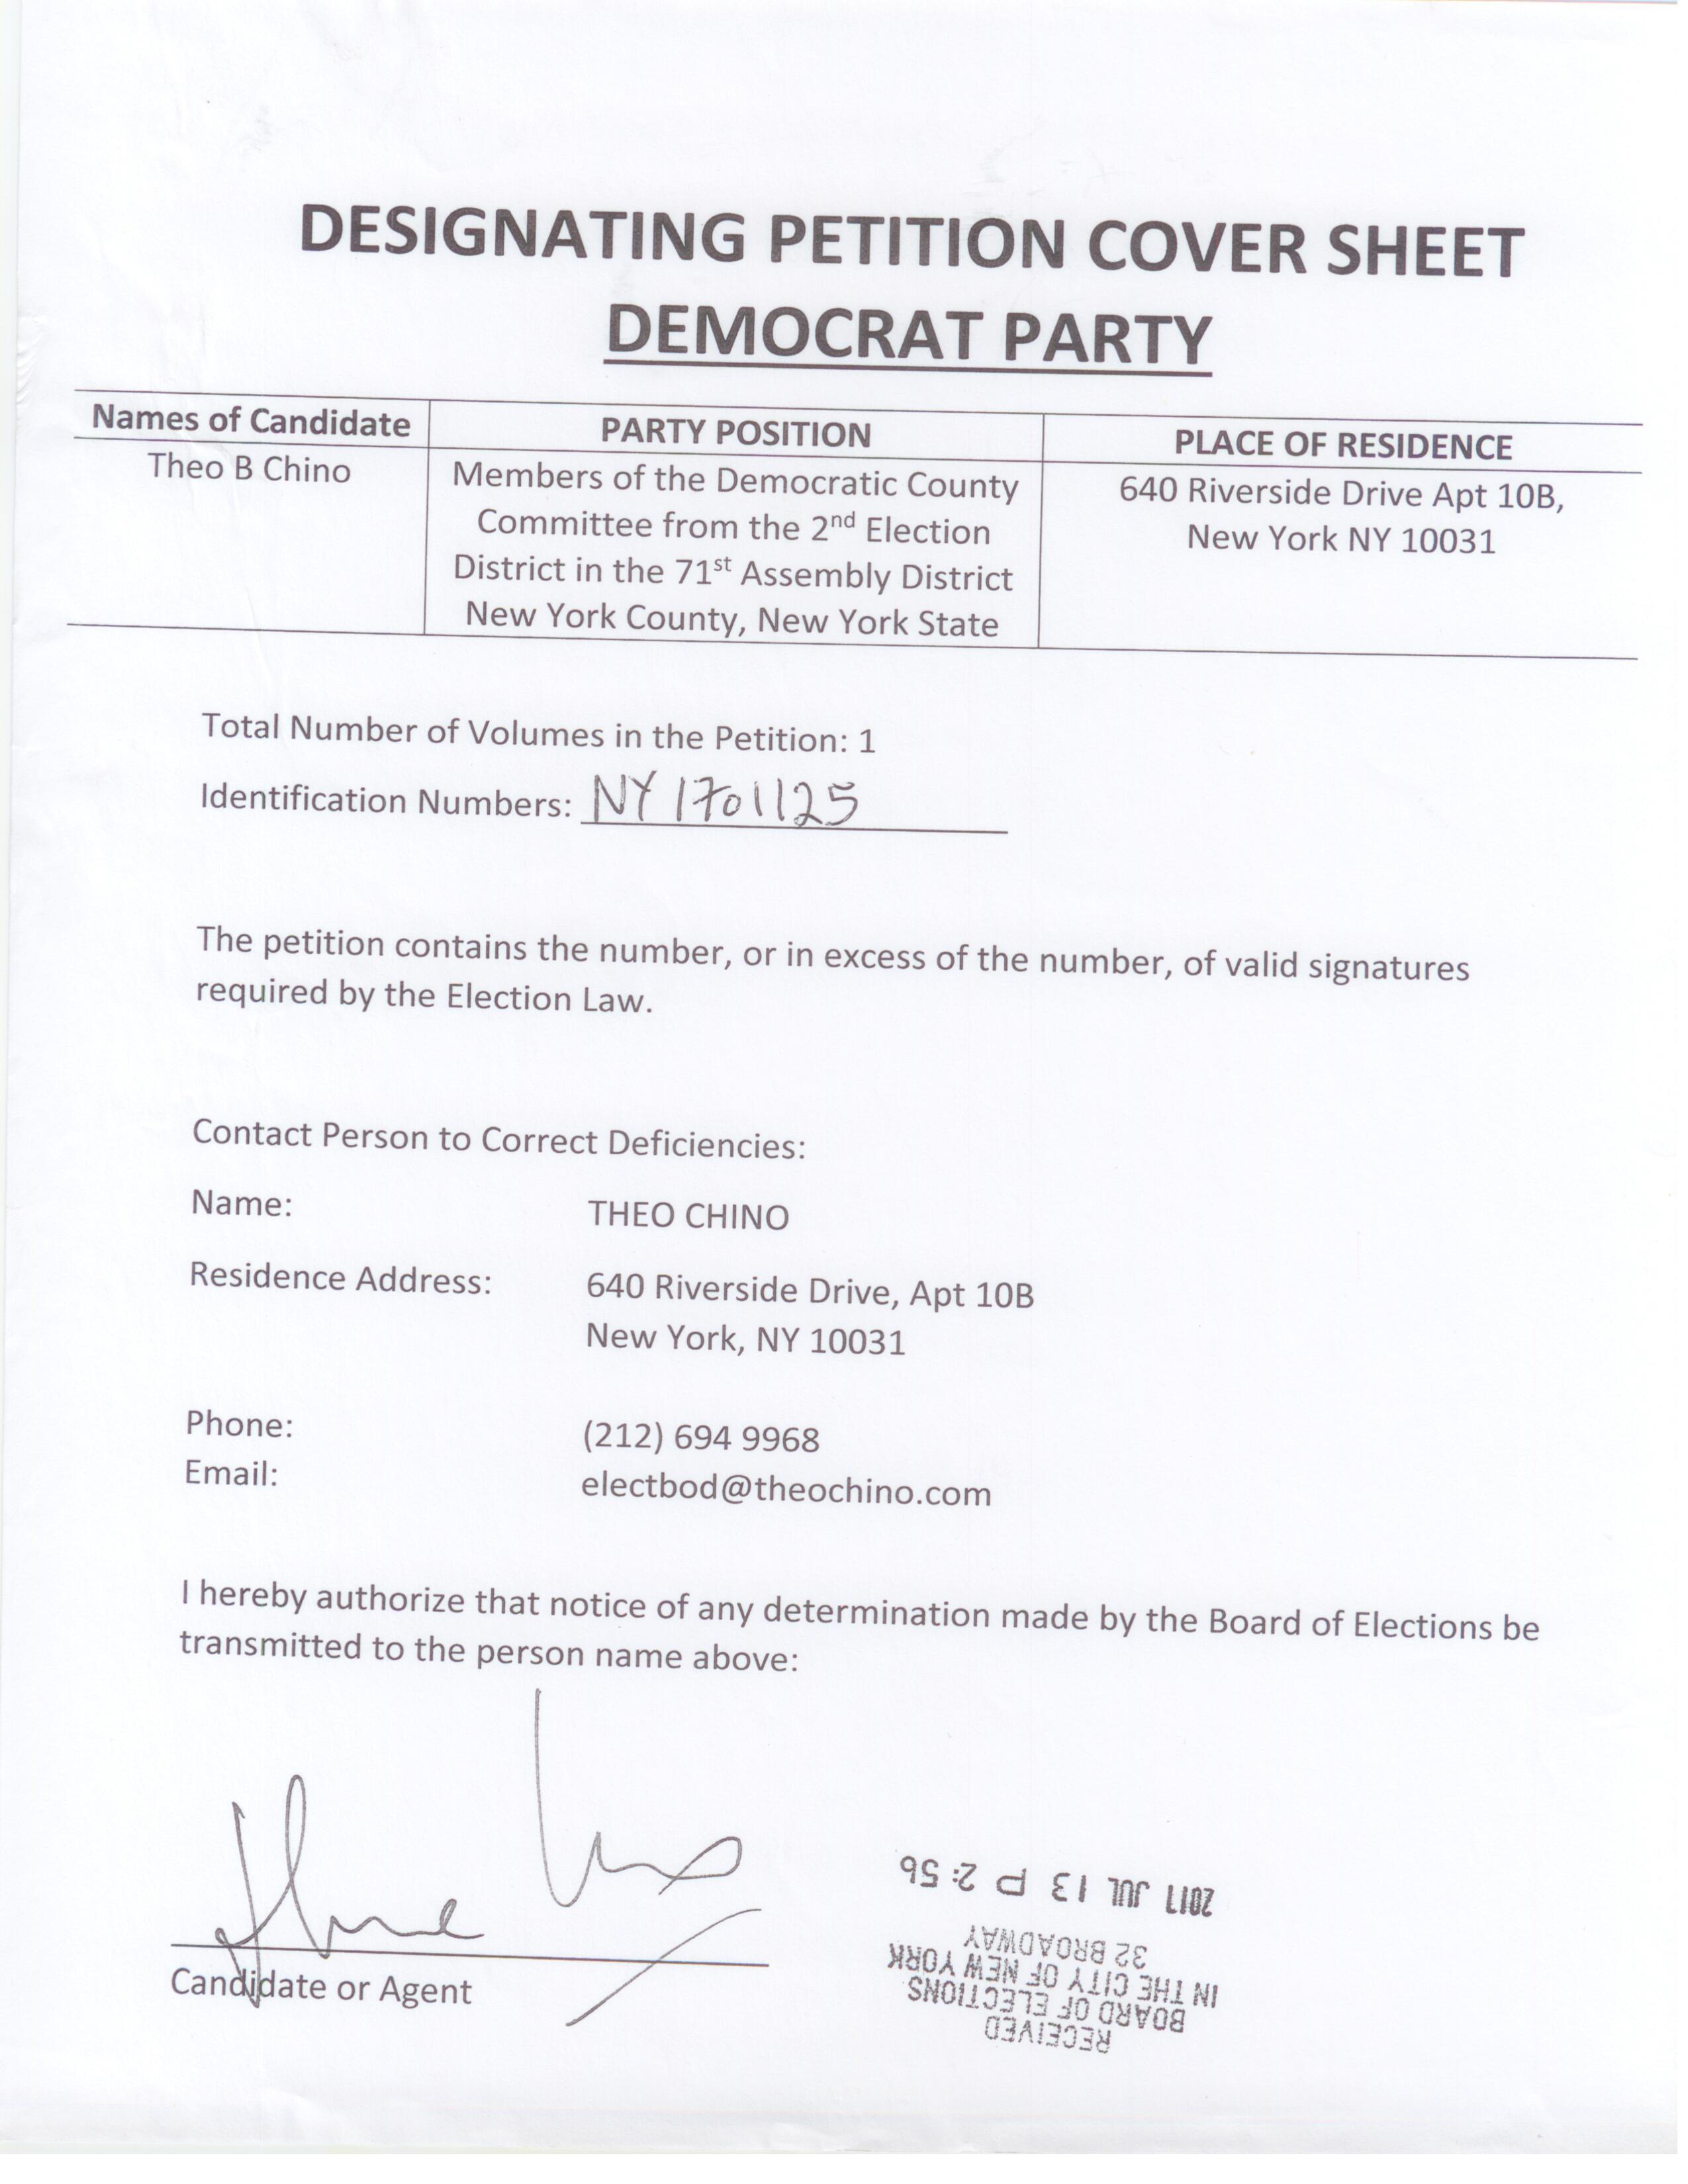 DESIGNATING PETITION COVER SHEET
DEMOCRAT PARTY
Names of Candidate PARTY POSITION PLACE OF RESIDENCE
Theo B Chino
Members of the Democratic County
Committee from the 2nd Election
District in the 71st Assembly District
New York County, New York State
640 Riverside Drive Apt 10B,
New York NY 10031
Total Number of Volumes in the Petition: 1
Identification Numbers: NY 1701125
The petition contains the number, or in excess of the number, of valid signatures
required by the Election Law.
Contact Person to Correct Deficiencies:
Name: THEO CHINO
Residence Address: 640 Riverside Drive, Apt 10B
New York, NY 10031
Phone: (212) 694 9968
Email: electbod@theochino.com
I hereby authorize that notice of any determination made by the Board of Elections be
transmitted to the person name above:
Candidate or Agent
RECEIVED
BOARD OF ELECTIONS
IN THE CITY OF NEW YORK
32 BROADWAY
2017 JUL 13 P 2:56